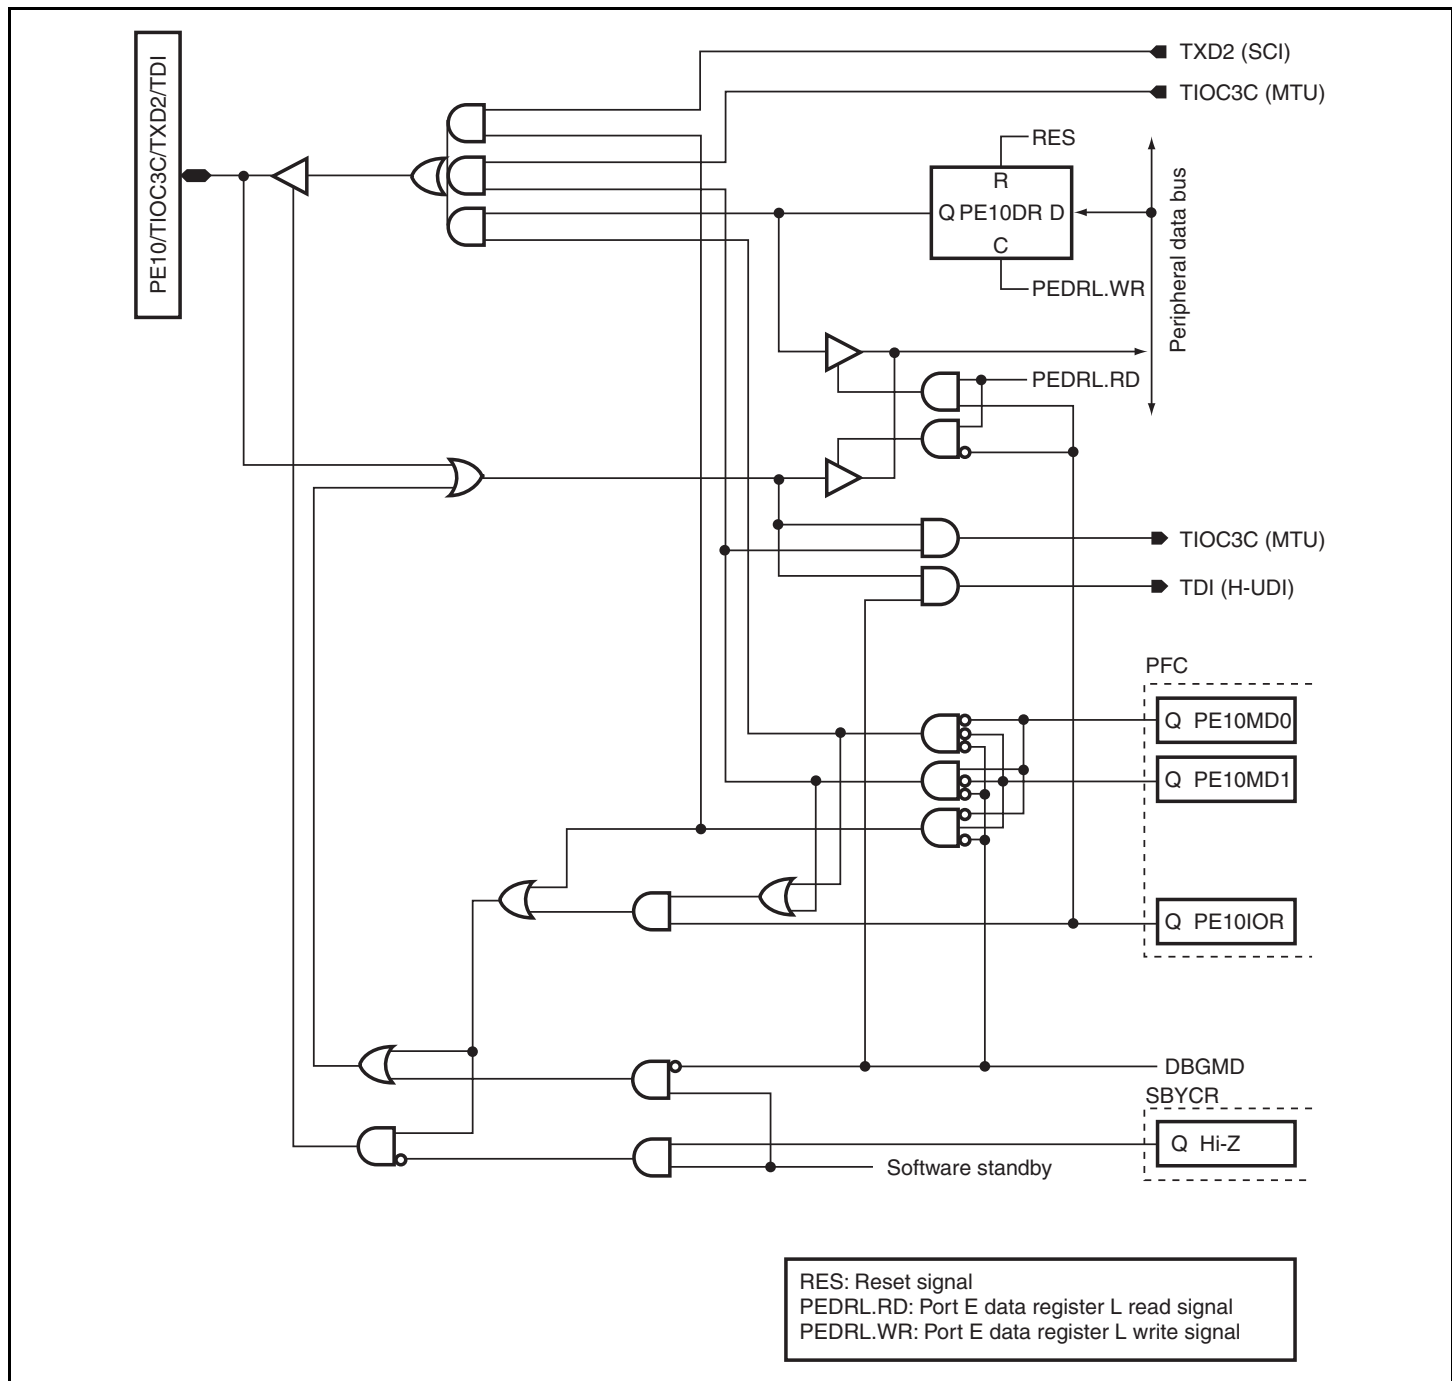 PE10/TIOC3C/TXD2/TDI
TXD2 (SCI)
TIOC3C (MTU)
RES
R
Q PE10DR D
C
PEDRL.WR
Peripheral data bus
PEDRL.RD
TIOC3C (MTU)
TDI (H-UDI)
PFC
Q PE10MD0
Q PE10MD1
Q PE10IOR
DBGMD
SBYCR
Q Hi-Z
Software standby
RES: Reset signal
PEDRL.RD: Port E data register L read signal
PEDRL.WR: Port E data register L write signal